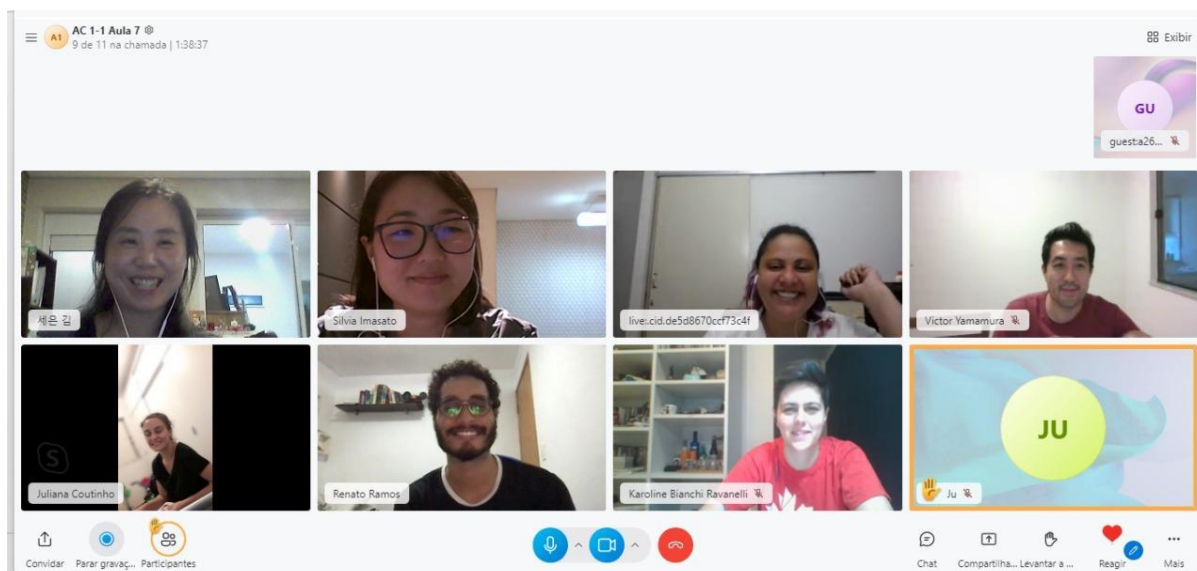 A1
AC 1-1 Aula 7
9 de 11 na chamada | 1:38:37
Exibir
GU
guest:a26...
세은 김
Silvia Imasato
live:.cid.de5d8670ccf73c4f
Victor Yamamura
S
Juliana Coutinho
Renato Ramos
Karoline Bianchi Ravanelli
JU
Ju
Convidar
Parar gravaç...
Participantes
Chat
Compartilha...
Levantar a ...
Reagir
Mais